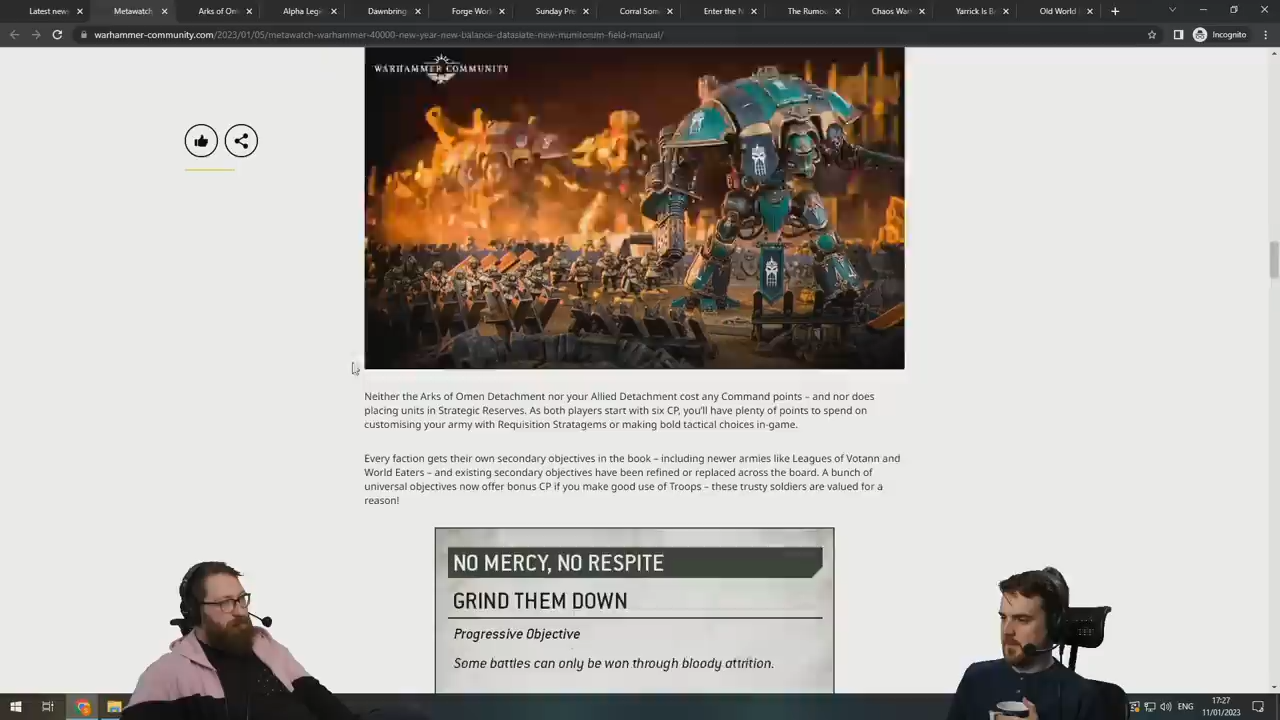 Latest new
Metawatch
Arks of Om
Alpha Leg
Dawnbring
Forge Wor
Sunday Pre
Corral Som
Enter the N
The Rumou
Chaos War
Yarrick Is B
Old World
warhammer-community.com/2023/01/05/metawatch-warhammer-40000-new-year-new-balance-dataslate-new-munitorum-field-manual/
Incognito
WARHAMMER COMMUNITY
Neither the Arks of Omen Detachment nor your Allied Detachment cost any Command points – and nor does
placing units in Strategic Reserves. As both players start with six CP, you'll have plenty of points to spend on
customising your army with Requisition Stratagems or making bold tactical choices in-game.
Every faction gets their own secondary objectives in the book – including newer armies like Leagues of Votann and
World Eaters – and existing secondary objectives have been refined or replaced across the board. A bunch of
universal objectives now offer bonus CP if you make good use of Troops – these trusty soldiers are valued for a
reason!
NO MERCY, NO RESPITE
GRIND THEM DOWN
Progressive Objective
Some battles can only be won through bloody attrition.
ENG
17:27
11/01/2023